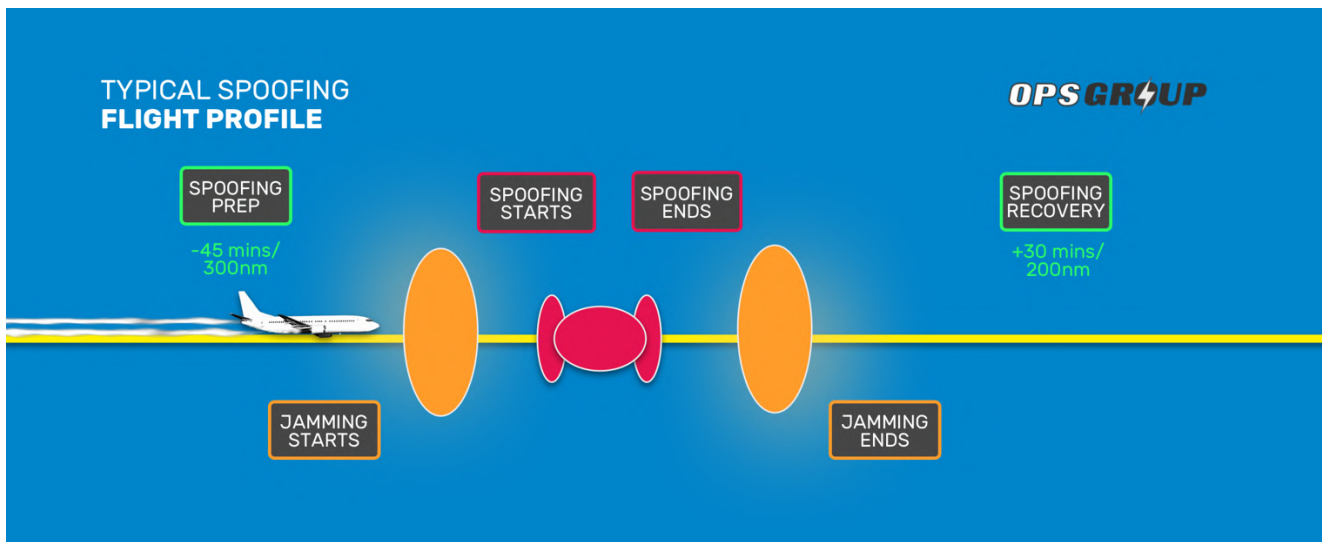 TYPICAL SPOOFING
FLIGHT PROFILE
OPSGROUP
SPOOFING
PREP
-45 mins/
300nm
SPOOFING
STARTS
SPOOFING
ENDS
SPOOFING
RECOVERY
+30 mins/
200nm
JAMMING
STARTS
JAMMING
ENDS